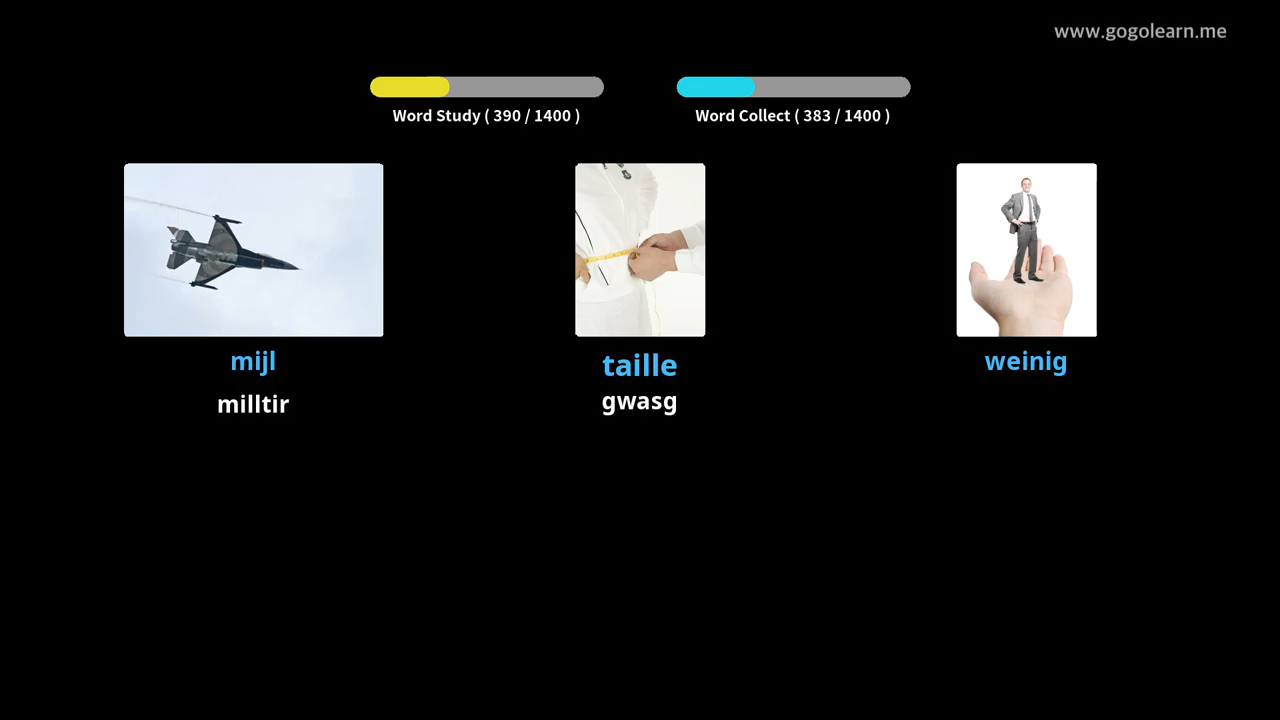 www.gogolearn.me
Word Study ( 390 / 1400 )
Word Collect ( 383 / 1400 )
mijl
taille
weinig
milltir
gwasg